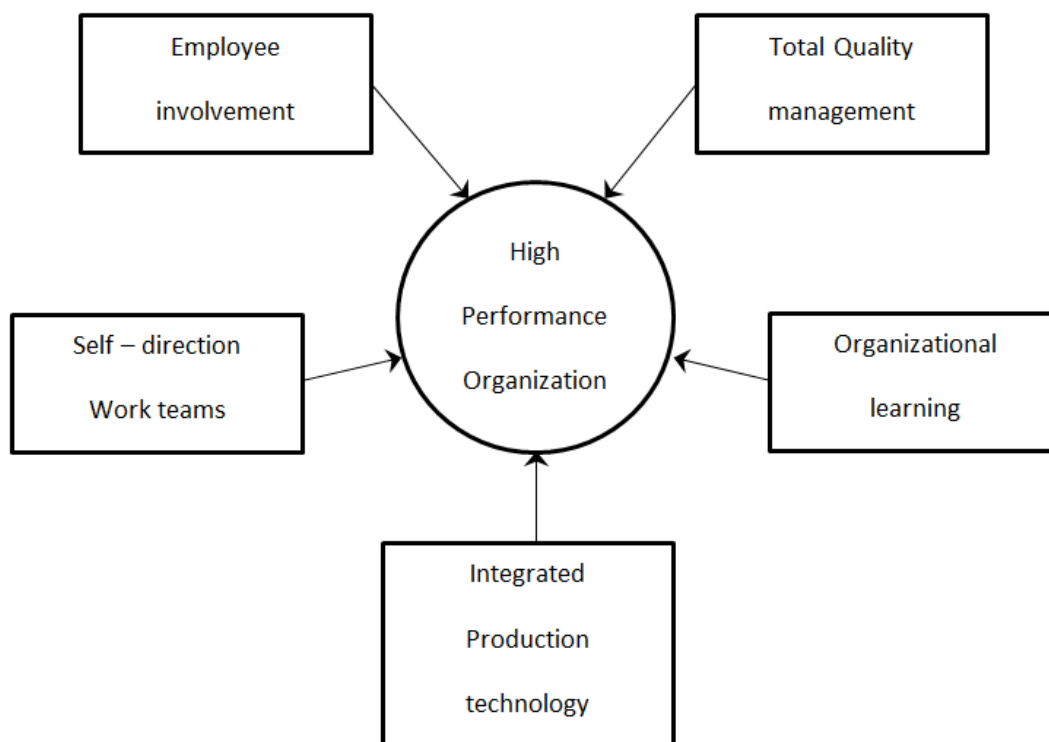 Employee
involvement
Total Quality
management
High
Performance
Organization
Self – direction
Work teams
Organizational
learning
Integrated
Production
technology